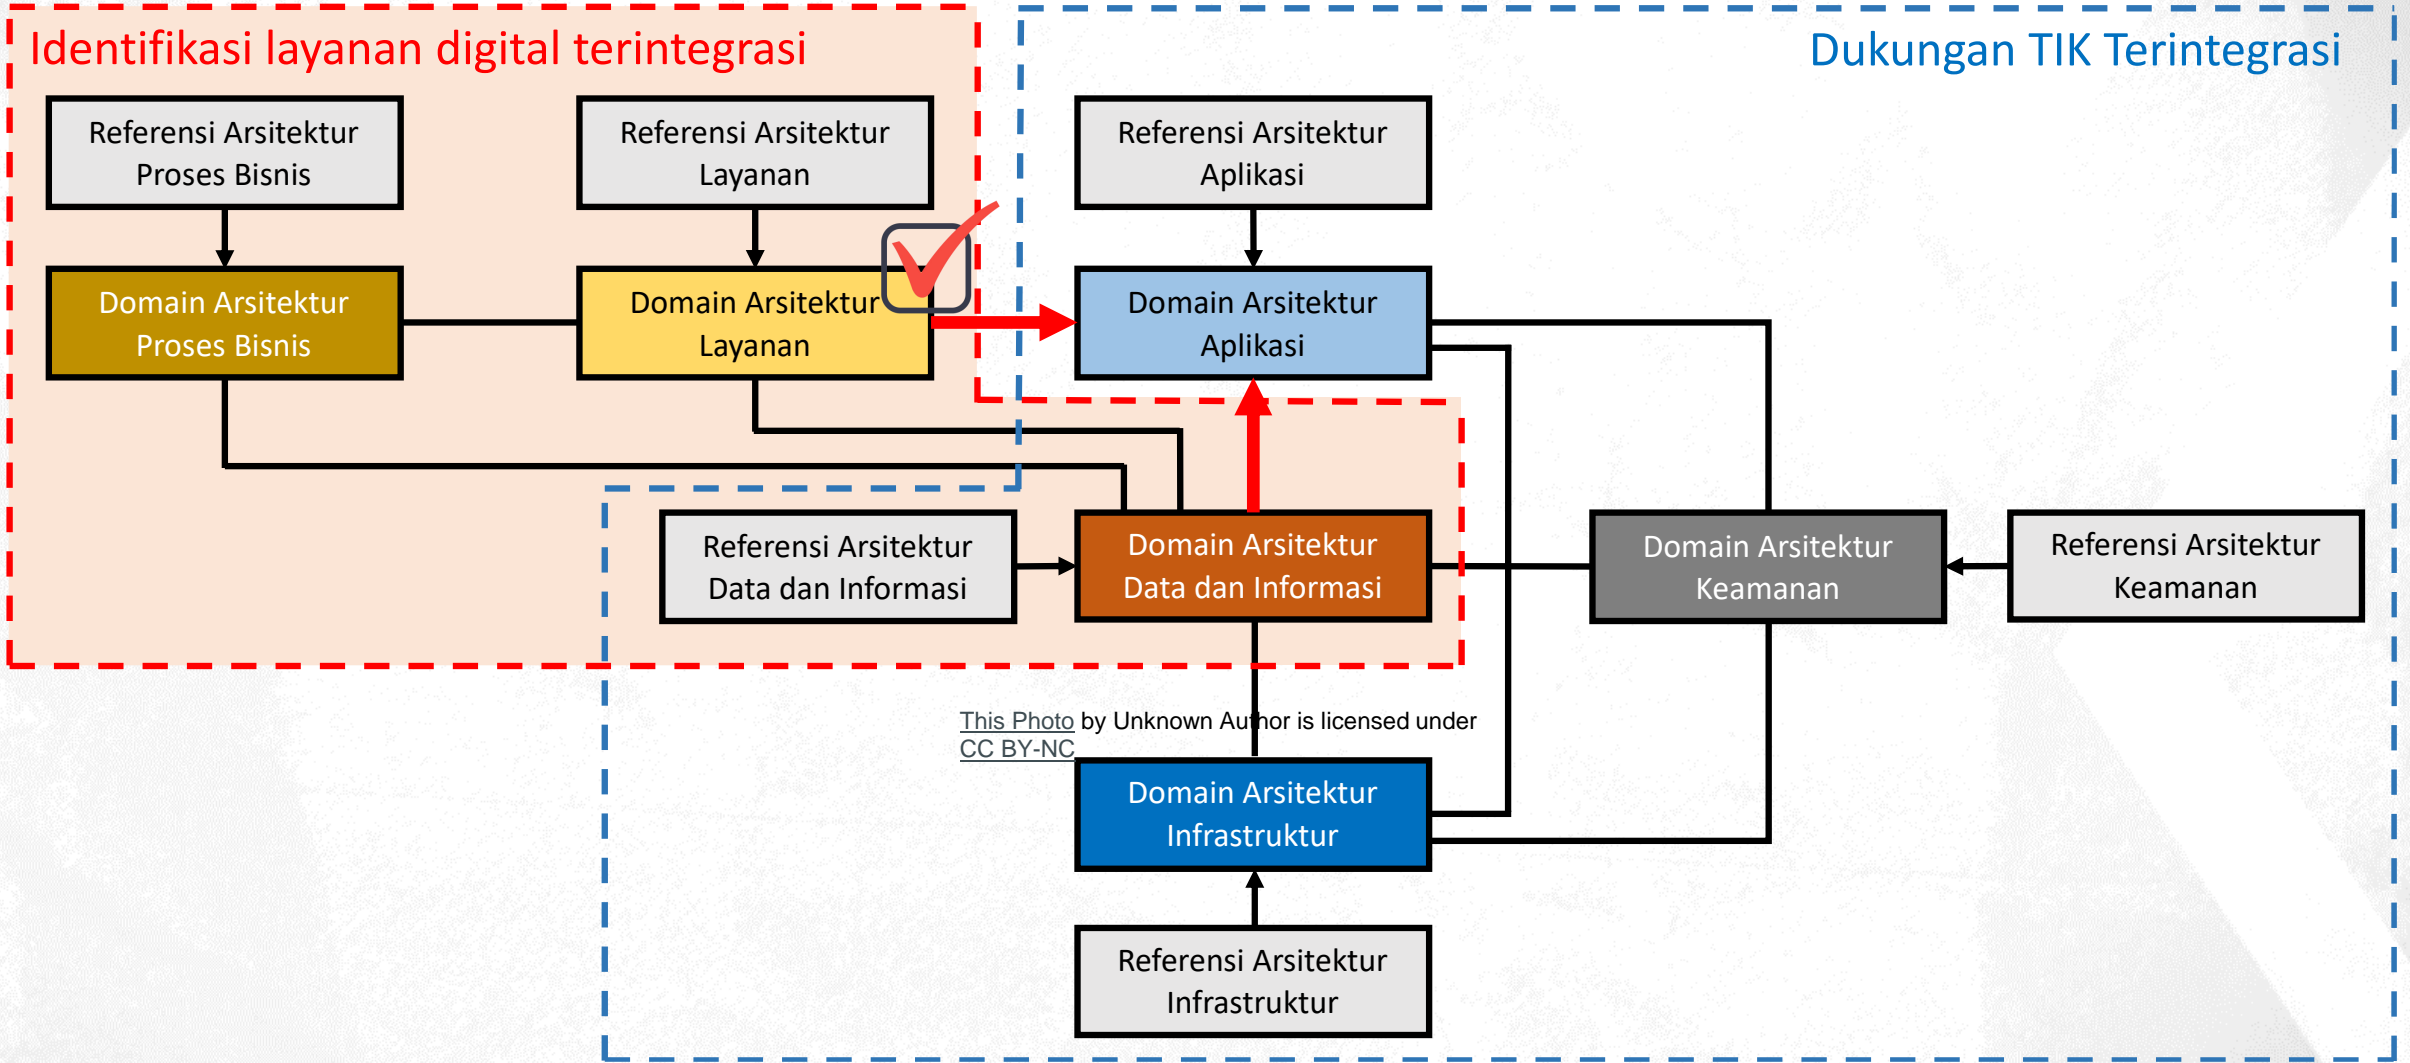 Identifikasi layanan digital terintegrasi
Dukungan TIK Terintegrasi
Referensi Arsitektur
Proses Bisnis
Referensi Arsitektur
Layanan
Referensi Arsitektur
Aplikasi
Domain Arsitektur
Proses Bisnis
Domain Arsitektur
Layanan
Domain Arsitektur
Aplikasi
Referensi Arsitektur
Data dan Informasi
Domain Arsitektur
Data dan Informasi
Domain Arsitektur
Keamanan
Referensi Arsitektur
Keamanan
This Photo by Unknown Author is licensed under
CC BY-NC
Domain Arsitektur
Infrastruktur
Referensi Arsitektur
Infrastruktur